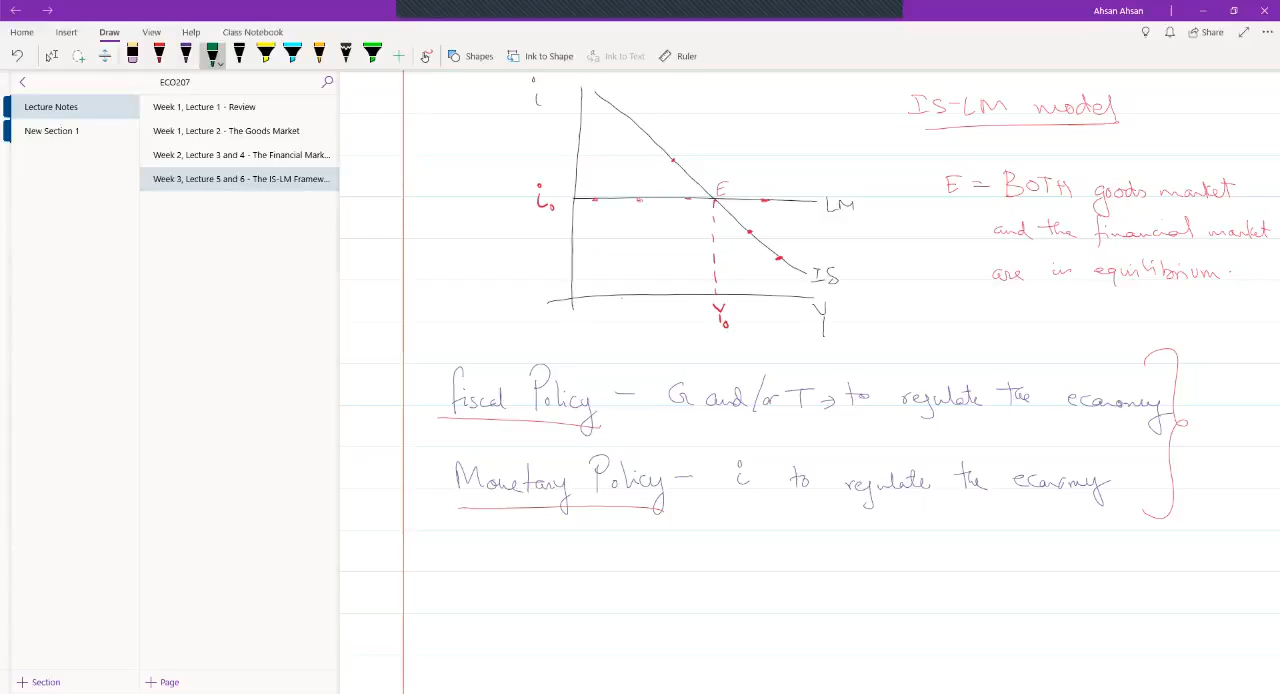 Ahsan Ahsan
Home Insert Draw View Help Class Notebook
Share
Shapes Ink to Shape Ink to Text Ruler
ECO207
Lecture Notes
New Section 1
Week 1, Lecture 1 - Review
Week 1, Lecture 2 - The Goods Market
Week 2, Lecture 3 and 4 - The Financial Mark...
Week 3, Lecture 5 and 6 - The IS-LM Framew...
i
IS-LM model
i₀
E
LM
IS
Y₀
Y
E = BOTH goods market
and the financial market
are in equilibrium.
Fiscal Policy - G and/or T → to regulate the economy
Monetary Policy - i to regulate the economy
Section
Page